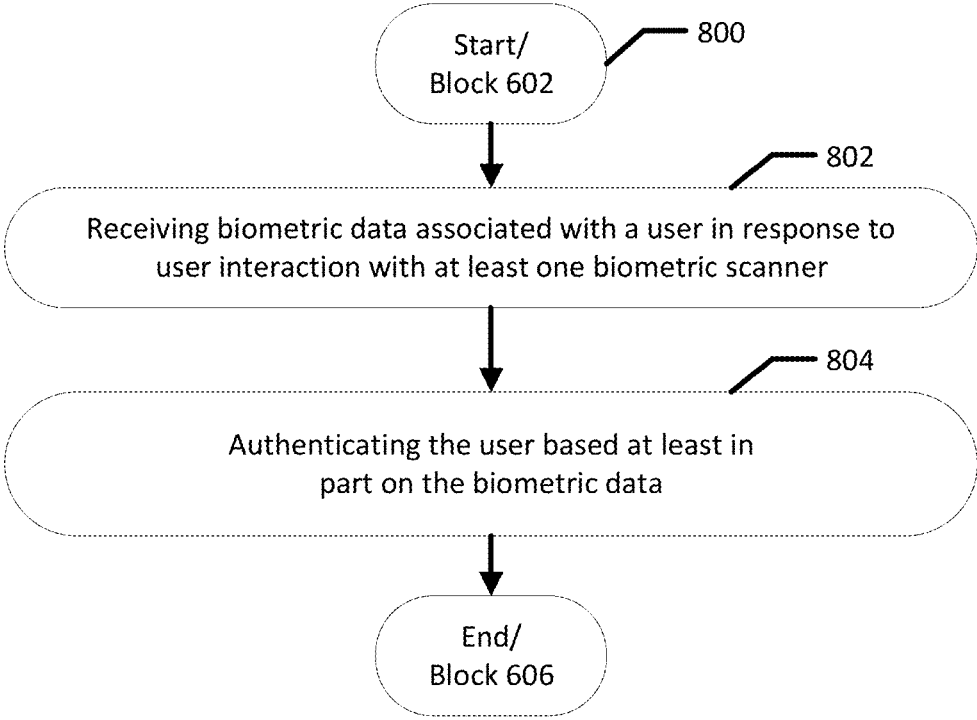 Start/
Block 602
800
802
Receiving biometric data associated with a user in response to
user interaction with at least one biometric scanner
804
Authenticating the user based at least in
part on the biometric data
End/
Block 606